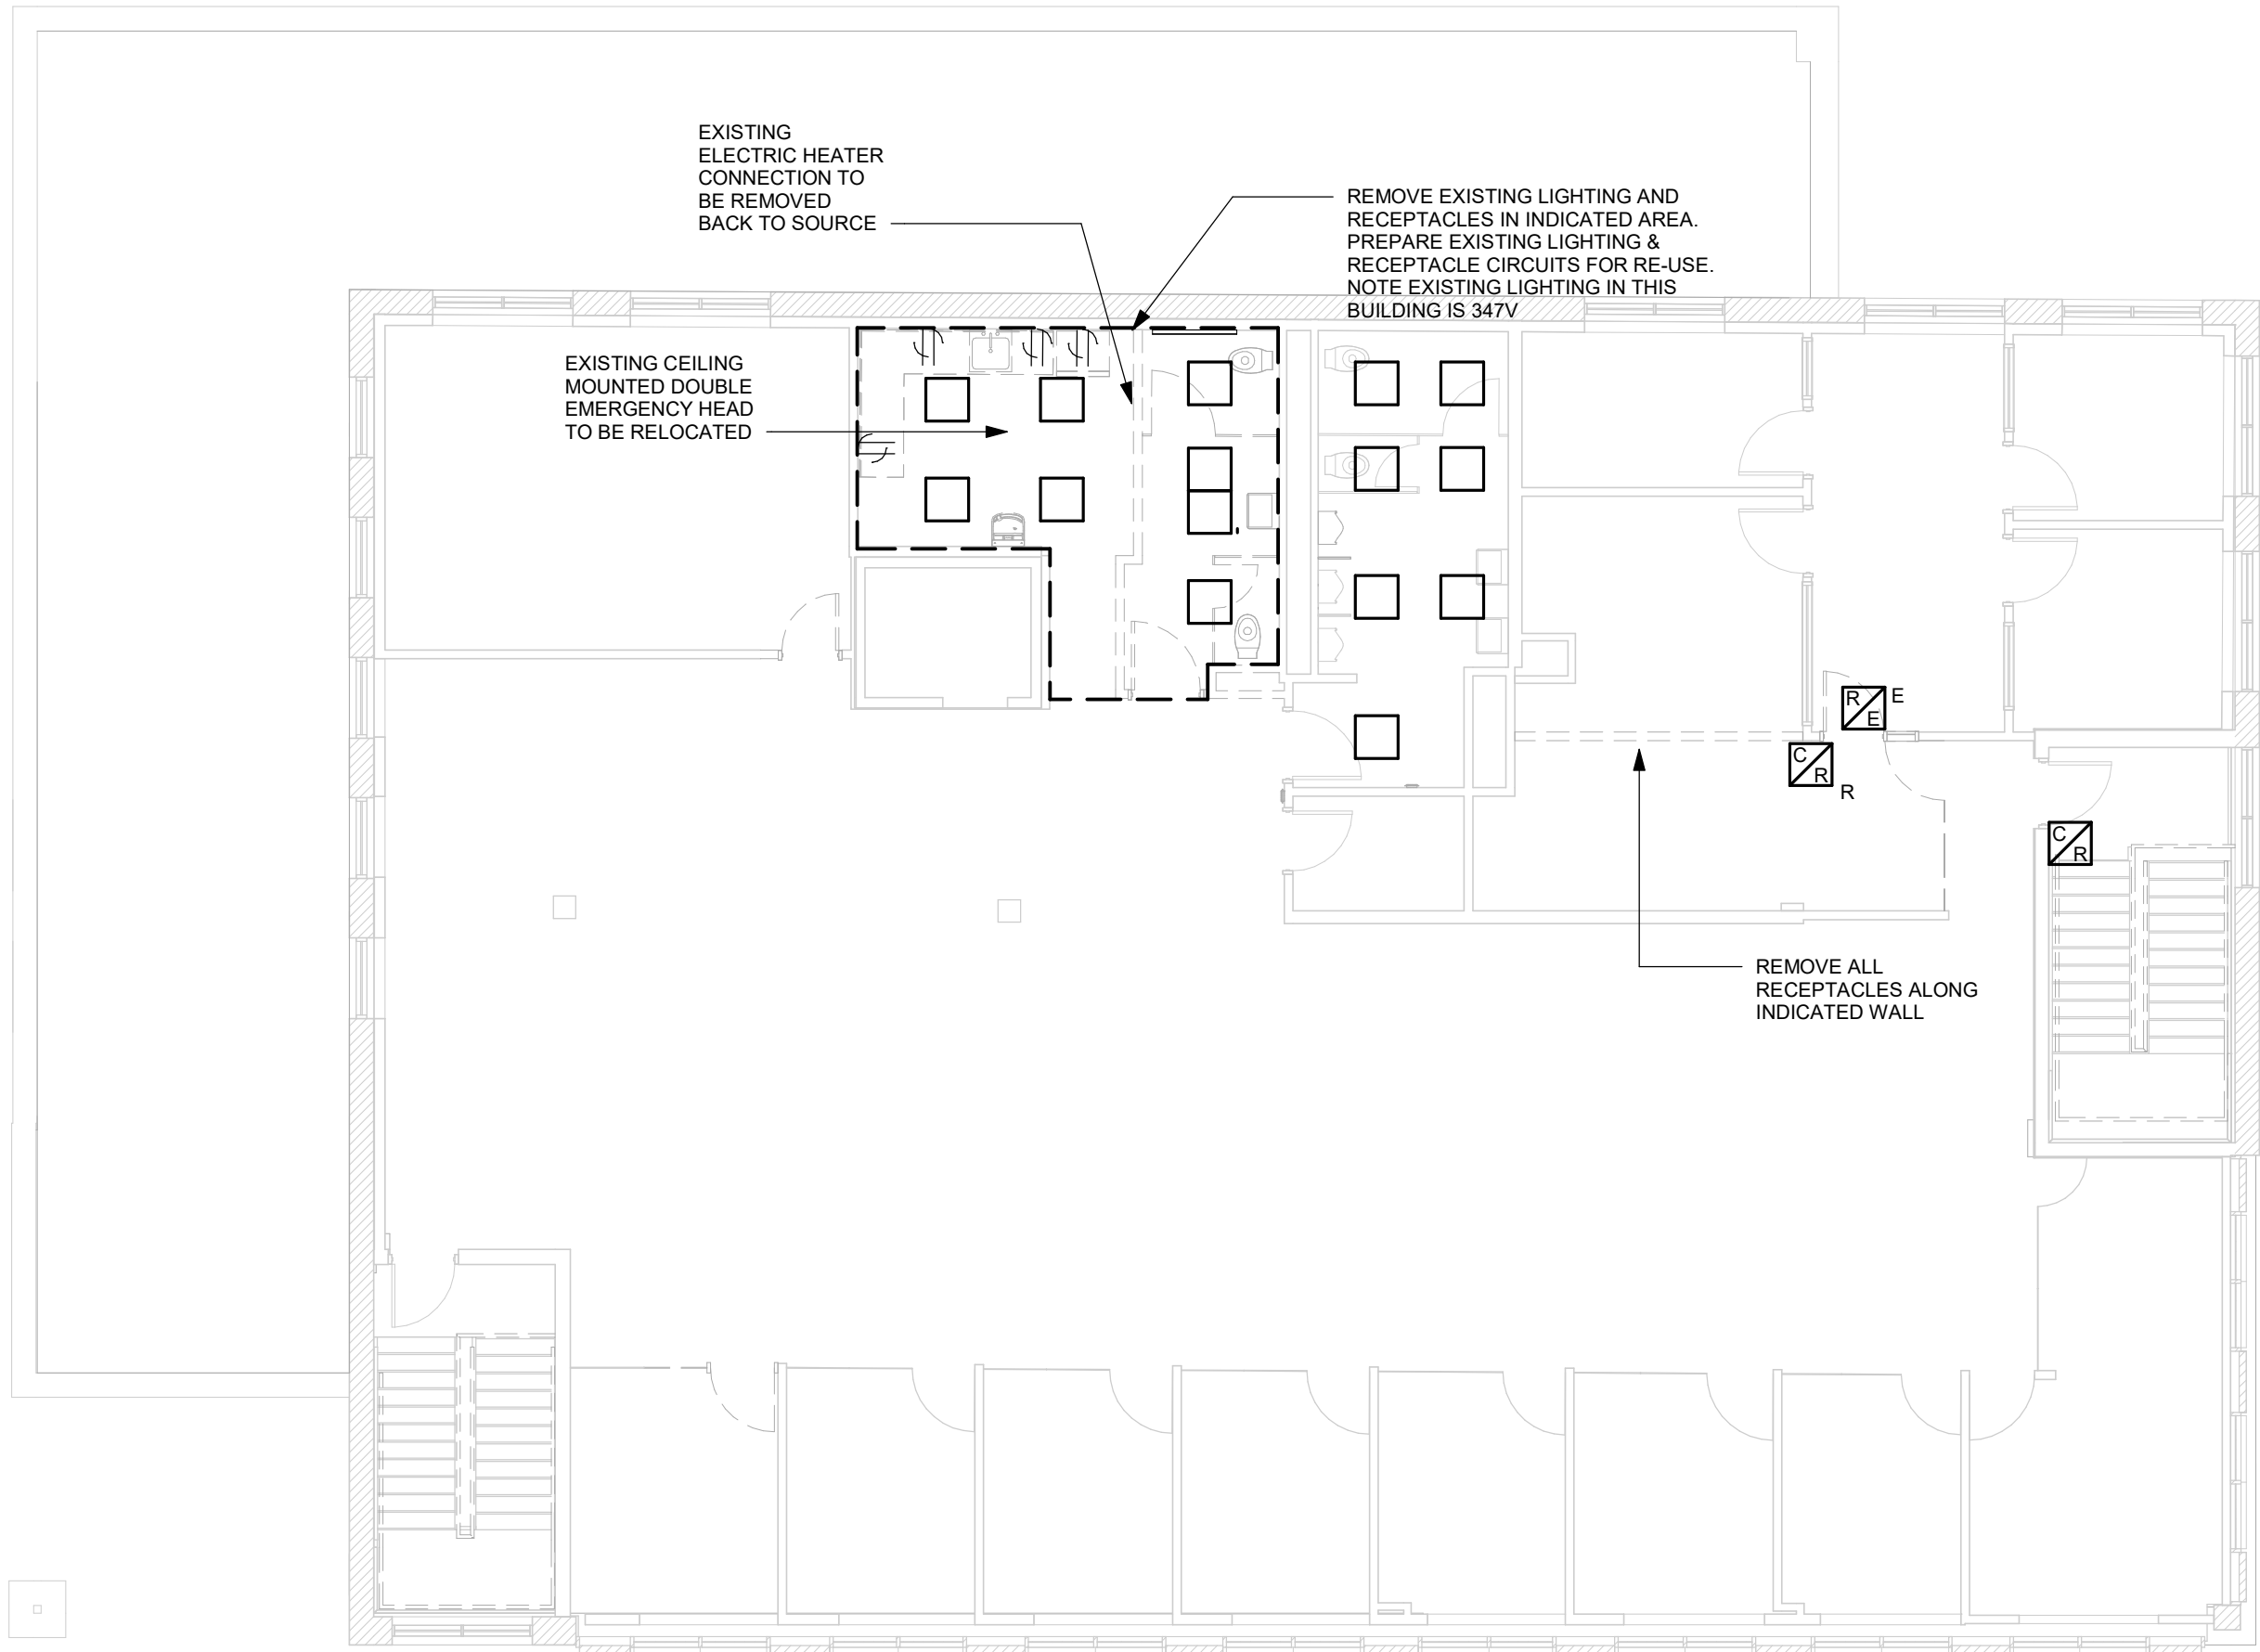 EXISTING
ELECTRIC HEATER
CONNECTION TO
BE REMOVED
BACK TO SOURCE
REMOVE EXISTING LIGHTING AND
RECEPTACLES IN INDICATED AREA.
PREPARE EXISTING LIGHTING &
RECEPTACLE CIRCUITS FOR RE-USE.
NOTE EXISTING LIGHTING IN THIS
BUILDING IS 347V
EXISTING CEILING
MOUNTED DOUBLE
EMERGENCY HEAD
TO BE RELOCATED
R
E
E
C
R
R
C
R
REMOVE ALL
RECEPTACLES ALONG
INDICATED WALL